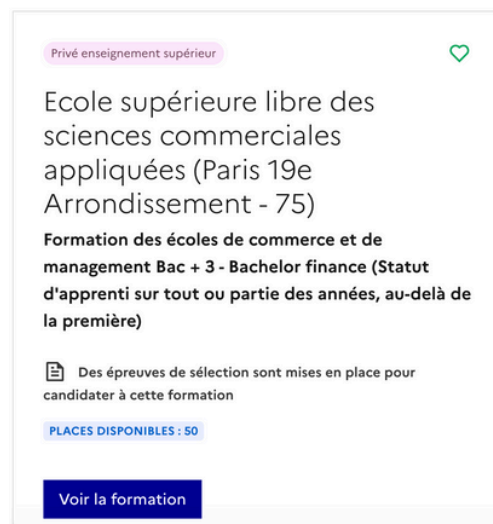 Privé enseignement supérieur
Ecole supérieure libre des
sciences commerciales
appliquées (Paris 19e
Arrondissement - 75)
Formation des écoles de commerce et de
management Bac + 3 - Bachelor finance (Statut
d'apprenti sur tout ou partie des années, au-delà de
la première)
Des épreuves de sélection sont mises en place pour
candidater à cette formation
PLACES DISPONIBLES : 50
Voir la formation